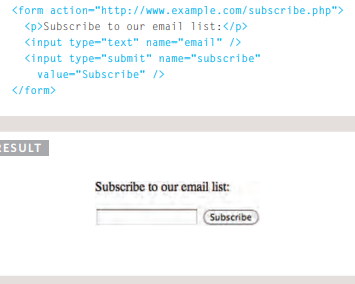 <form action="http://www.example.com/subscribe.php">
<p>Subscribe to our email list:</p>
<input type="text" name="email" />
<input type="submit" name="subscribe"
value="Subscribe" />
</form>
RESULT
Subscribe to our email list:
Subscribe